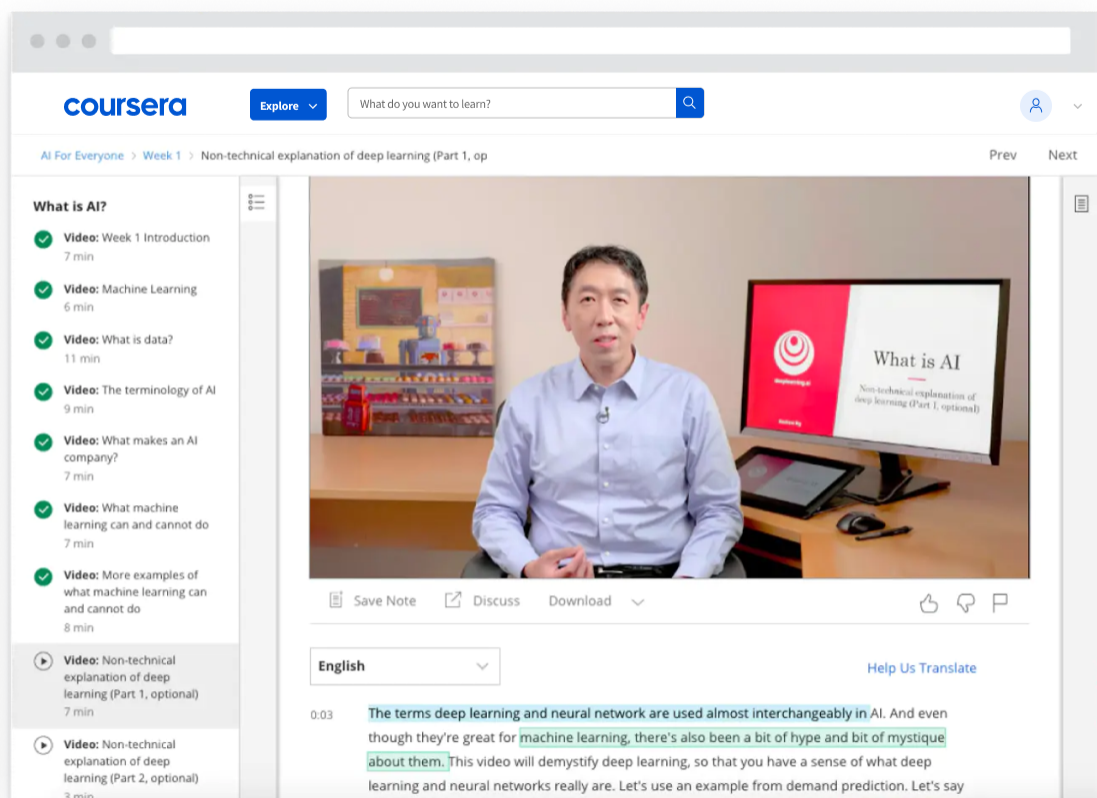 coursera
Explore
What do you want to learn?
AI For Everyone > Week 1 > Non-technical explanation of deep learning (Part 1, op
Prev
Next
What is AI?
Video: Week 1 Introduction
7 min
Video: Machine Learning
6 min
Video: What is data?
11 min
Video: The terminology of AI
9 min
Video: What makes an AI
company?
7 min
Video: What machine
learning can and cannot do
7 min
Video: More examples of
what machine learning can
and cannot do
8 min
Video: Non-technical
explanation of deep
learning (Part 1, optional)
7 min
Video: Non-technical
explanation of deep
learning (Part 2, optional)
3 min
deeplearning.ai
What is AI
Non-technical explanation of
deep learning (Part 1, optional)
Save Note
Discuss
Download
English
Help Us Translate
0:03
The terms deep learning and neural network are used almost interchangeably in AI. And even
though they're great for machine learning, there's also been a bit of hype and bit of mystique
about them. This video will demystify deep learning, so that you have a sense of what deep
learning and neural networks really are. Let's use an example from demand prediction. Let's say